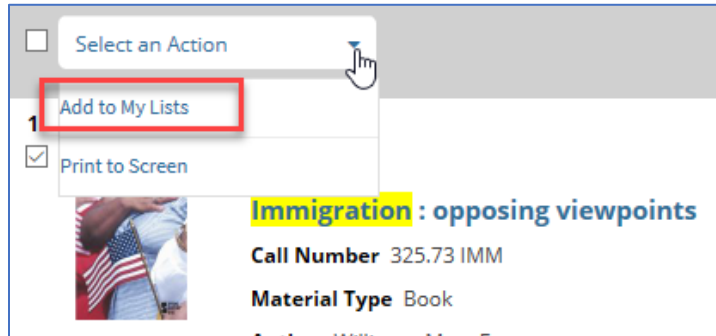 Select an Action
Add to My Lists
1
Print to Screen
Immigration : opposing viewpoints
Call Number 325.73 IMM
Material Type Book